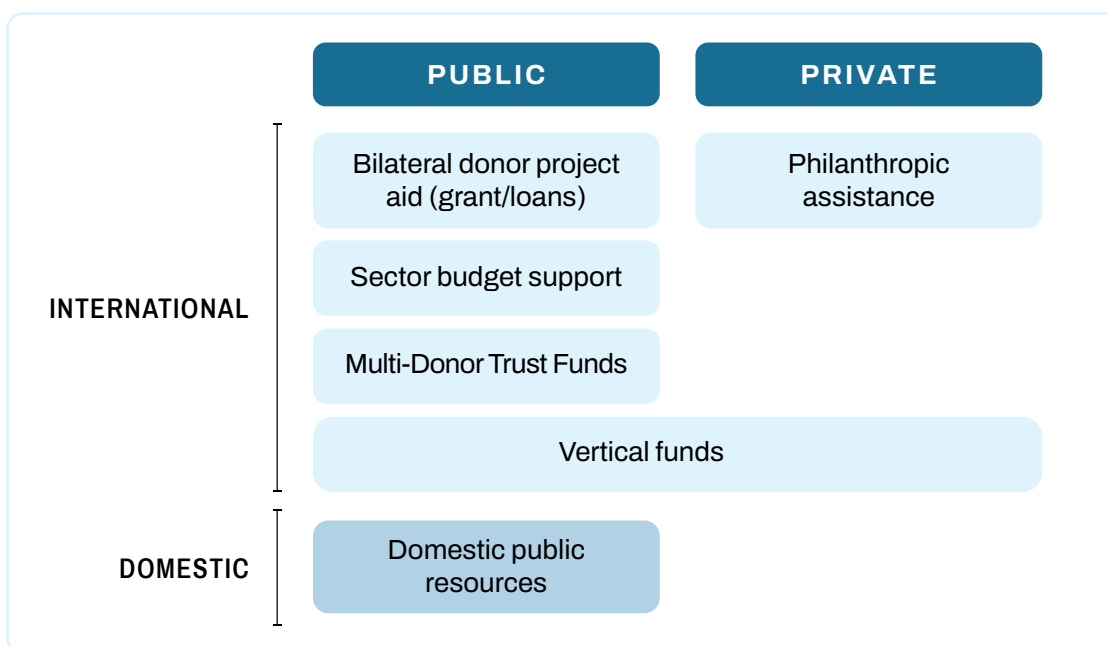 PUBLIC
PRIVATE
INTERNATIONAL
Bilateral donor project
aid (grant/loans)
Philanthropic
assistance
Sector budget support
Multi-Donor Trust Funds
Vertical funds
DOMESTIC
Domestic public
resources